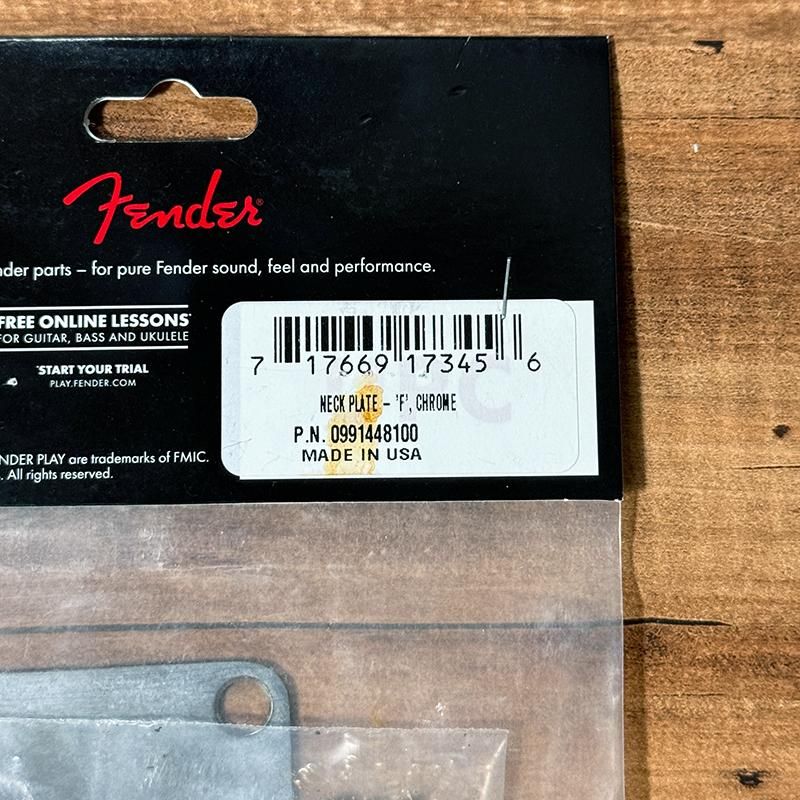 Fender®
nder parts – for pure Fender sound, feel and performance.
FREE ONLINE LESSONS*
FOR GUITAR, BASS AND UKULELE
*START YOUR TRIAL
PLAY.FENDER.COM
NDER PLAY are trademarks of FMIC.
. All rights reserved.
7 17669 17345 6
NECK PLATE - 'F', CHROME
P.N. 0991448100
MADE IN USA